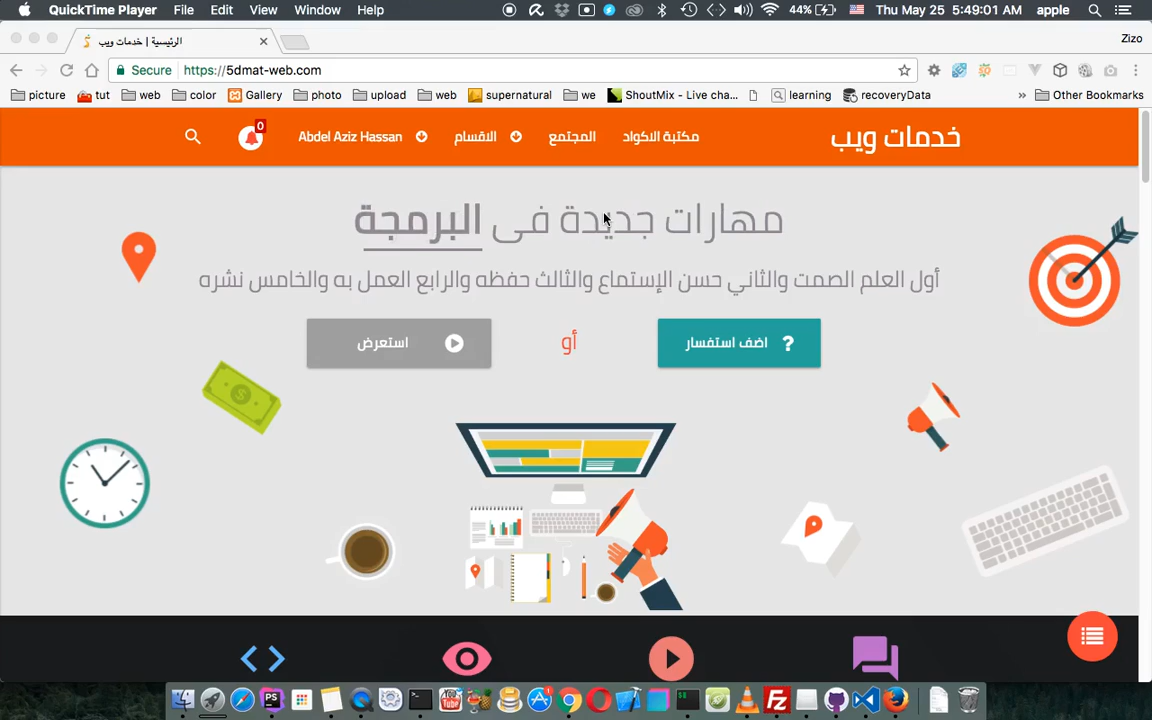 QuickTime Player File Edit View Window Help 44% Thu May 25 5:49:01 AM apple
الرئيسية | خدمات ويب
Zizo
Secure https://5dmat-web.com
picture tut web color Gallery photo upload web supernatural we ShoutMix - Live cha... learning recoveryData » Other Bookmarks
خدمات ويب
مكتبة الاكواد
المجتمع
الاقسام
Abdel Aziz Hassan
0
مهارات جديدة فى البرمجة
أول العلم الصمت والثاني حسن الإستماع والثالث حفظه والرابع العمل به والخامس نشره
اضف استفسار ?
أو
استعرض